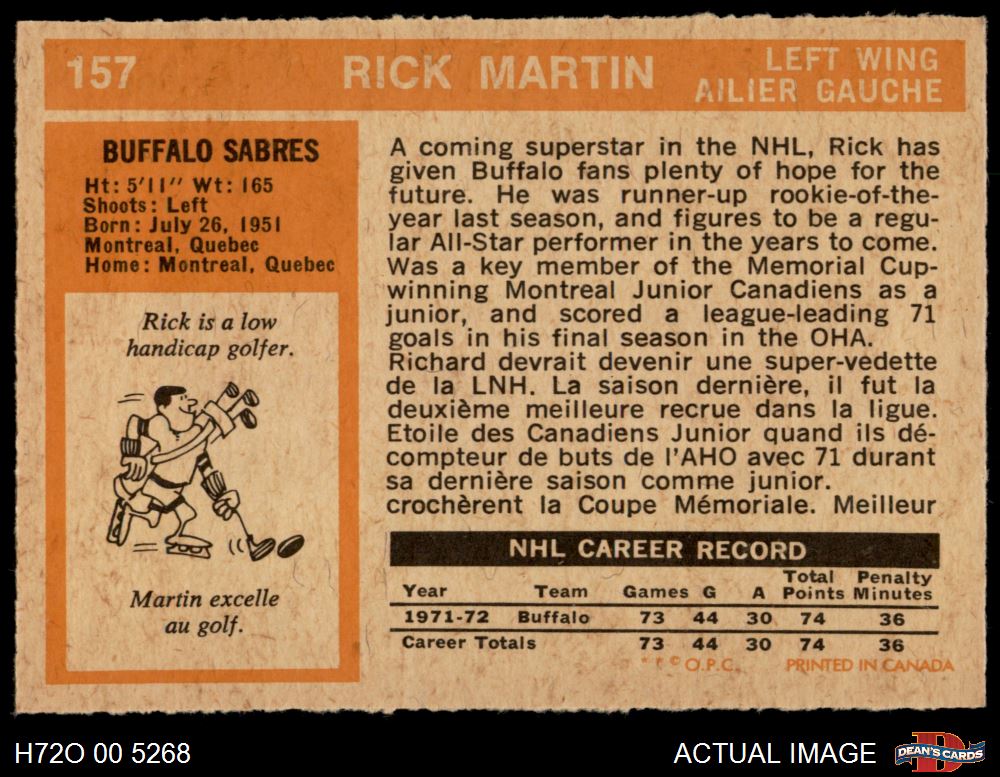 157
RICK MARTIN
LEFT WING
AILIER GAUCHE
BUFFALO SABRES
Ht: 5'11" Wt: 165
Shoots: Left
Born: July 26, 1951
Montreal, Quebec
Home: Montreal, Quebec
Rick is a low
handicap golfer.
Martin excelle
au golf.
A coming superstar in the NHL, Rick has
given Buffalo fans plenty of hope for the
future. He was runner-up rookie-of-the-
year last season, and figures to be a regu-
lar All-Star performer in the years to come.
Was a key member of the Memorial Cup-
winning Montreal Junior Canadiens as a
junior, and scored a league-leading 71
goals in his final season in the OHA.
Richard devrait devenir une super-vedette
de la LNH. La saison dernière, il fut la
deuxième meilleure recrue dans la ligue.
Etoile des Canadiens Junior quand ils dé-
compteur de buts de l'AHO avec 71 durant
sa dernière saison comme junior.
crochèrent la Coupe Mémoriale. Meilleur
NHL CAREER RECORD
Year Team Games G A Total Points Penalty Minutes
1971-72 Buffalo 73 44 30 74 36
Career Totals 73 44 30 74 36
* † © O.P.C. PRINTED IN CANADA
H72O 00 5268
ACTUAL IMAGE
D
DEAN'S CARDS